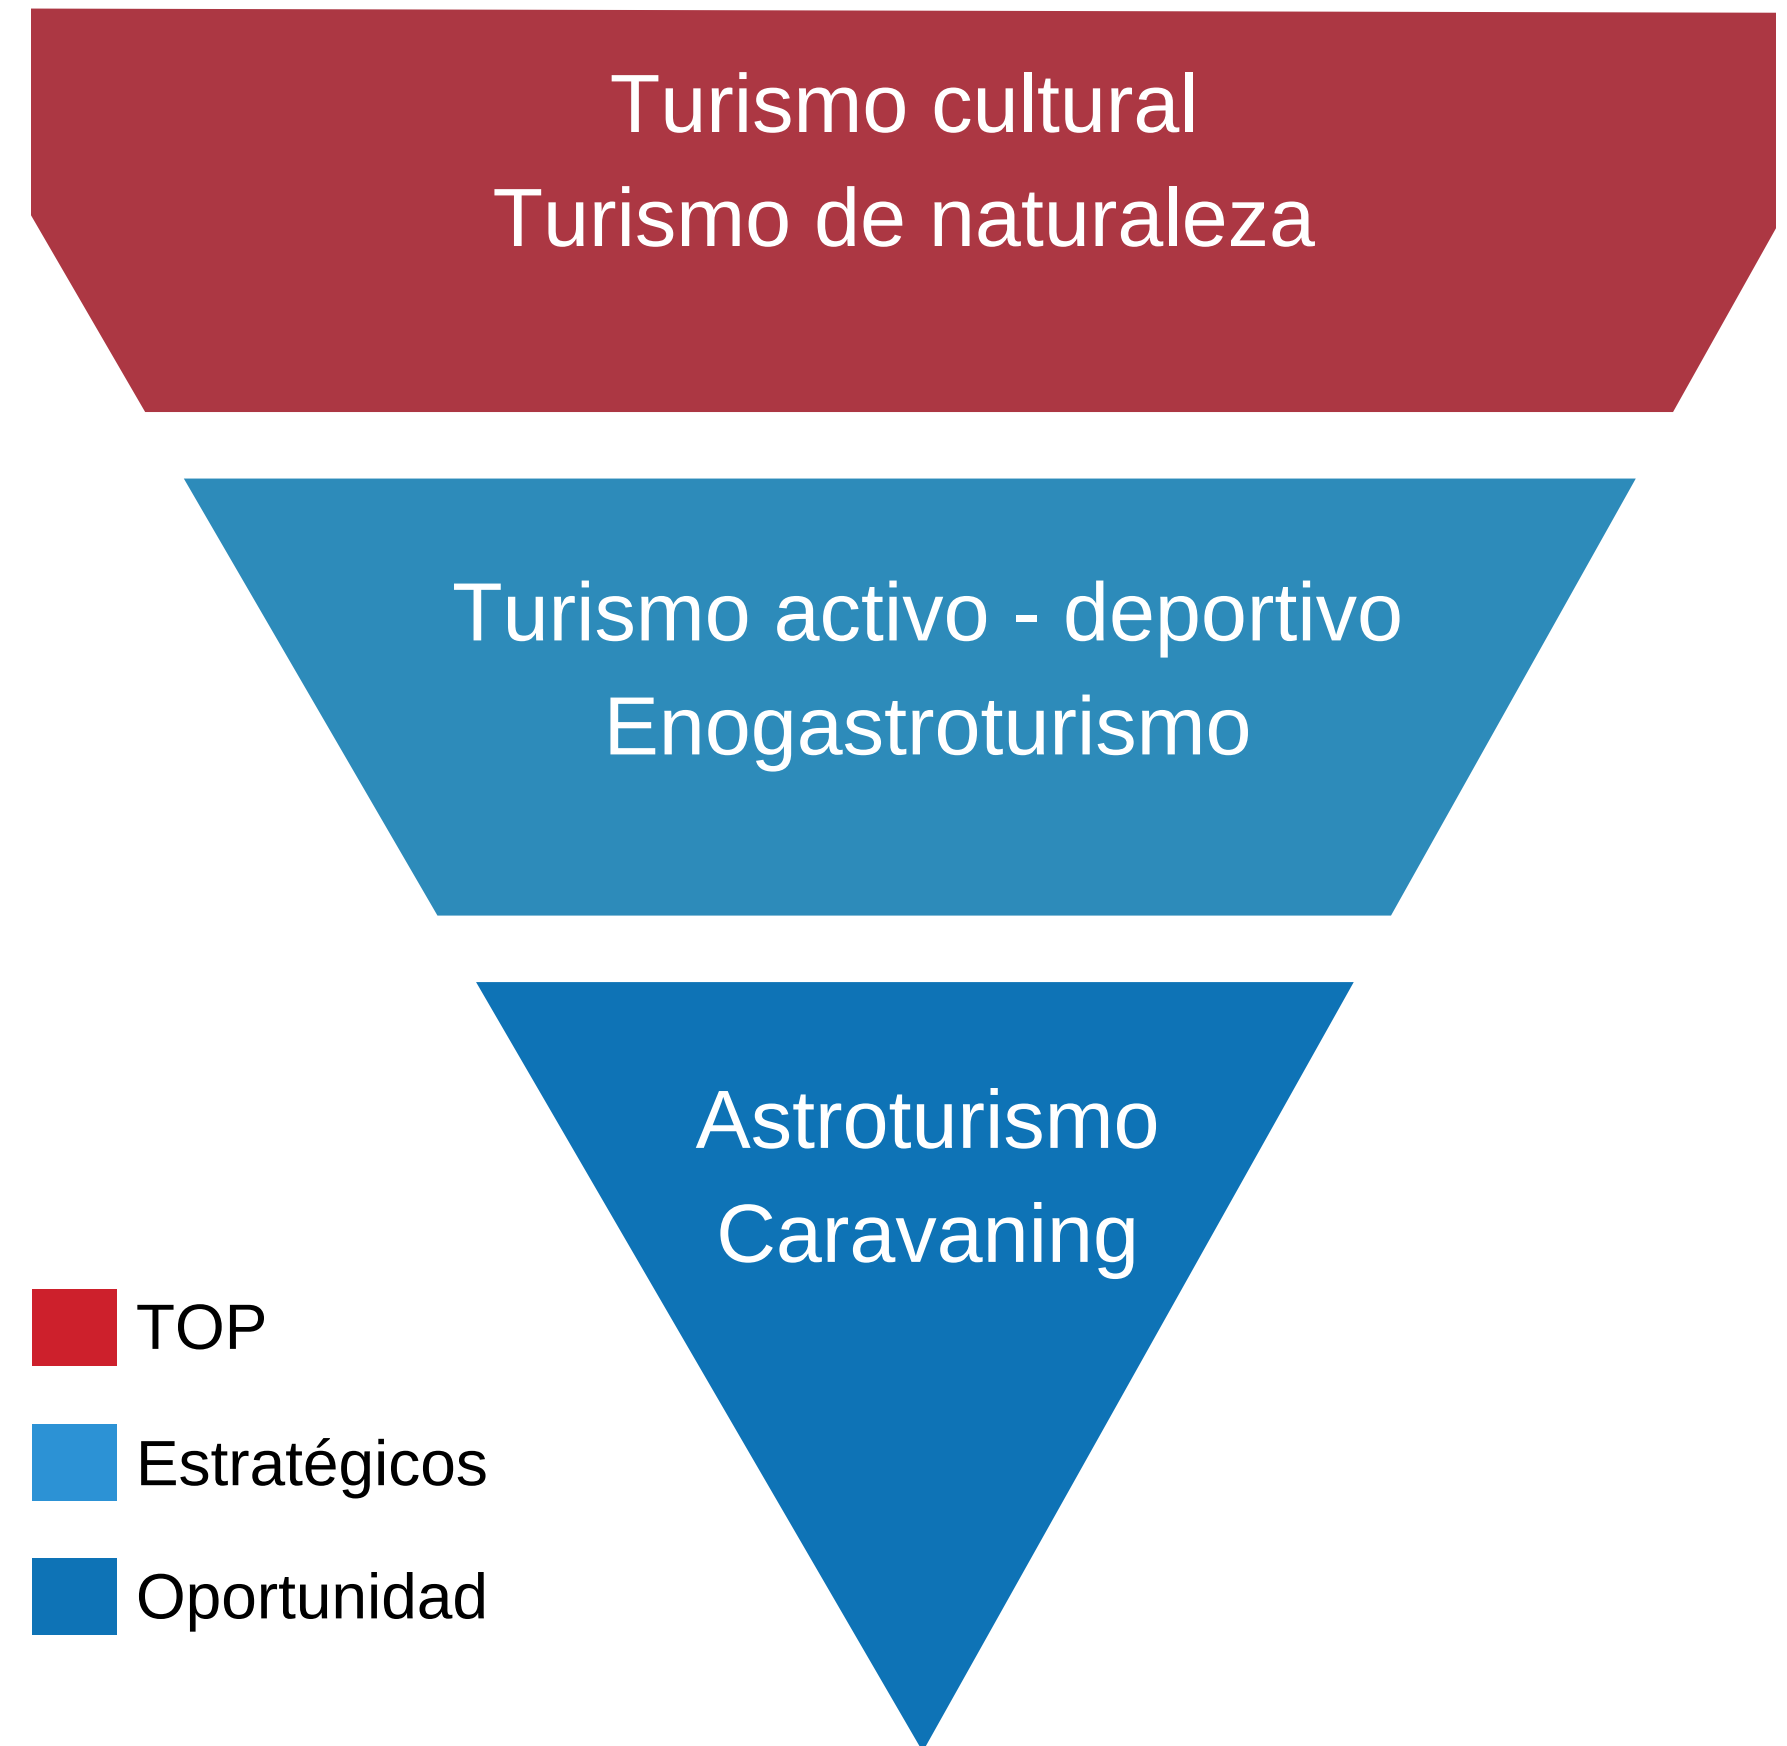 Turismo cultural
Turismo de naturaleza
Turismo activo - deportivo
Enogastroturismo
Astroturismo
Caravaning
TOP
Estratégicos
Oportunidad